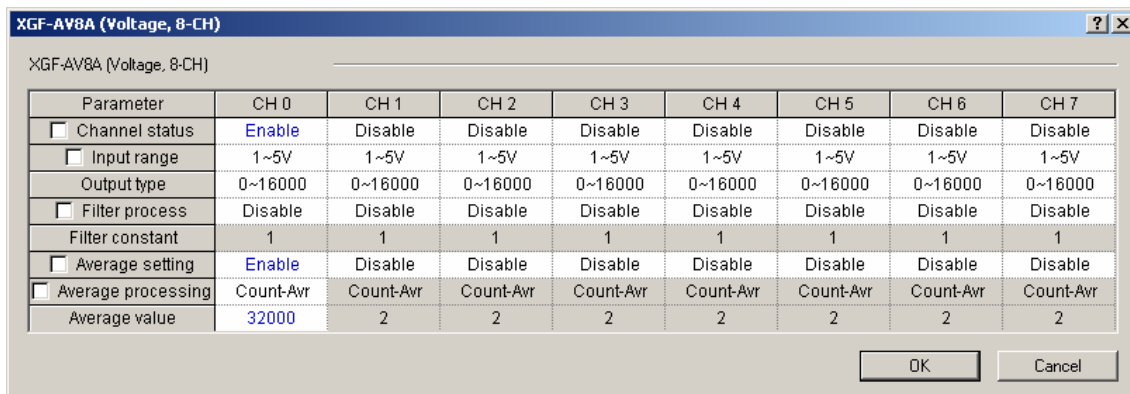 XGF-AV8A (Voltage, 8-CH)
XGF-AV8A (Voltage, 8-CH)
Parameter CH 0 CH 1 CH 2 CH 3 CH 4 CH 5 CH 6 CH 7
Channel status Enable Disable Disable Disable Disable Disable Disable Disable
Input range 1~5V 1~5V 1~5V 1~5V 1~5V 1~5V 1~5V 1~5V
Output type 0~16000 0~16000 0~16000 0~16000 0~16000 0~16000 0~16000 0~16000
Filter process Disable Disable Disable Disable Disable Disable Disable Disable
Filter constant 1 1 1 1 1 1 1 1
Average setting Enable Disable Disable Disable Disable Disable Disable Disable
Average processing Count-Avr Count-Avr Count-Avr Count-Avr Count-Avr Count-Avr Count-Avr Count-Avr
Average value 32000 2 2 2 2 2 2 2
OK Cancel